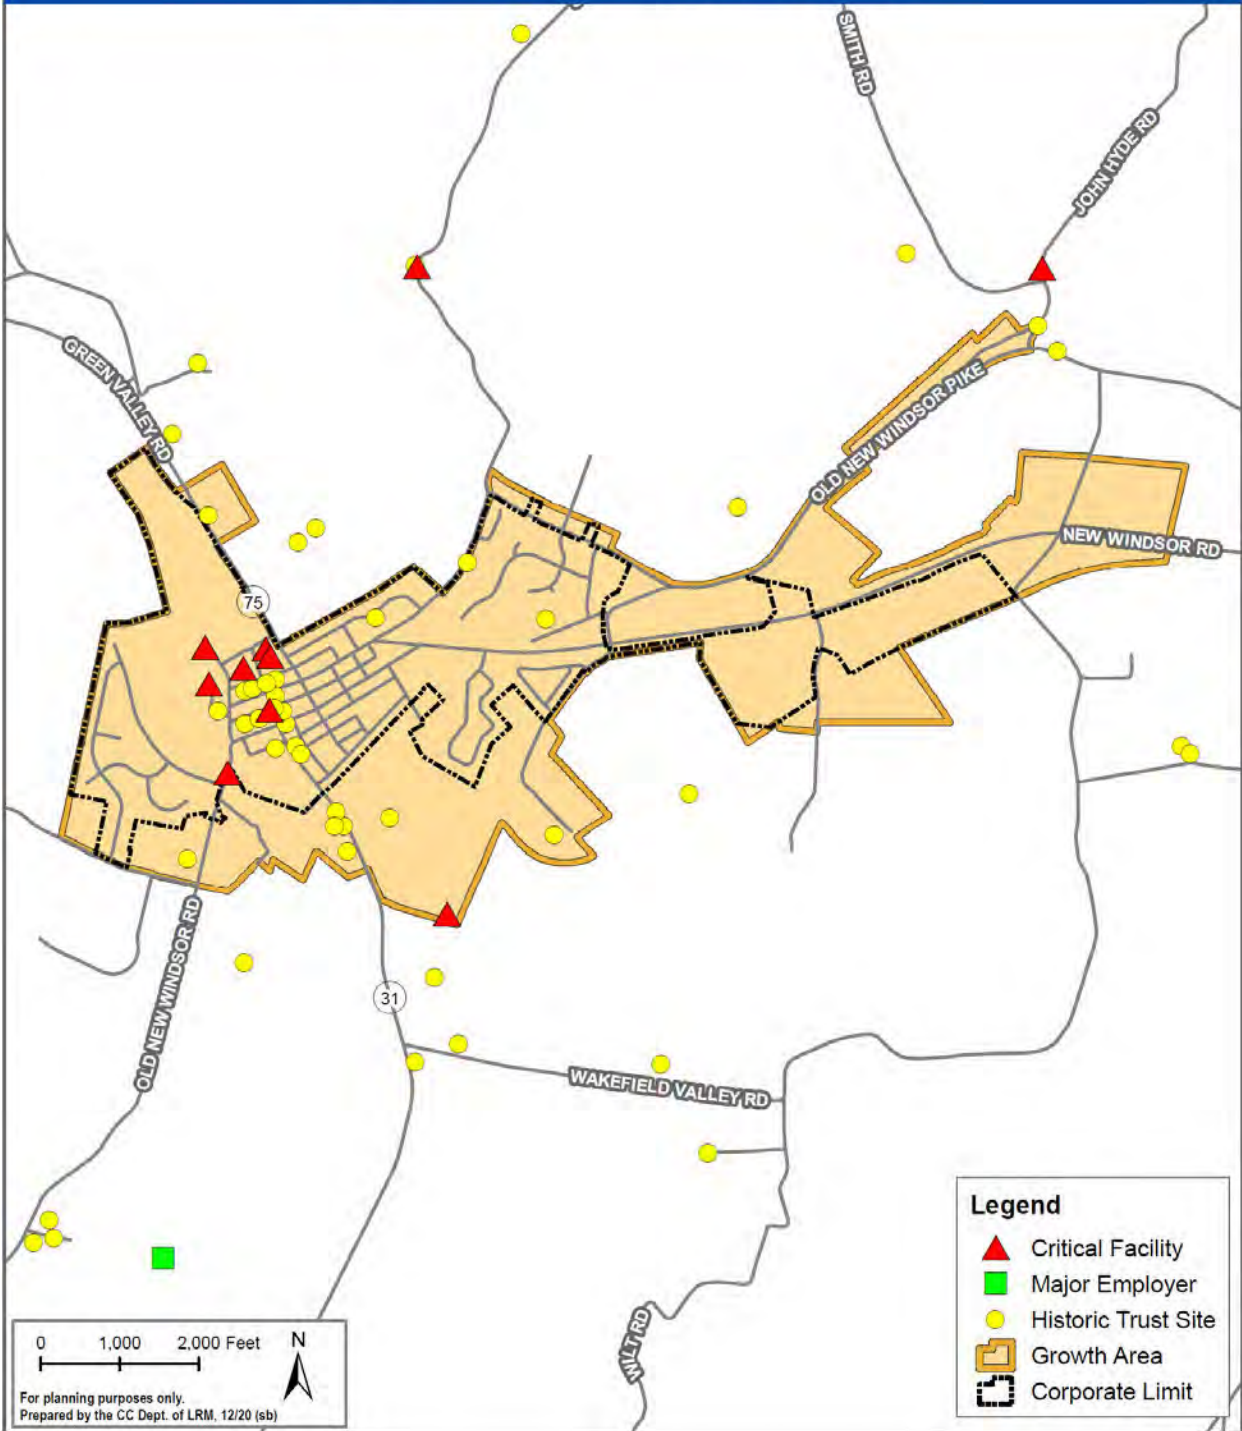 SMITH RD
JOHN HYDE RD
GREEN VALLEY RD
OLD NEW WINDSOR PIKE
NEW WINDSOR RD
75
OLD NEW WINDSOR RD
31
WAKEFIELD VALLEY RD
WILT RD
Legend
Critical Facility
Major Employer
Historic Trust Site
Growth Area
Corporate Limit
0 1,000 2,000 Feet N
For planning purposes only.
Prepared by the CC Dept. of LRM, 12/20 (sb)